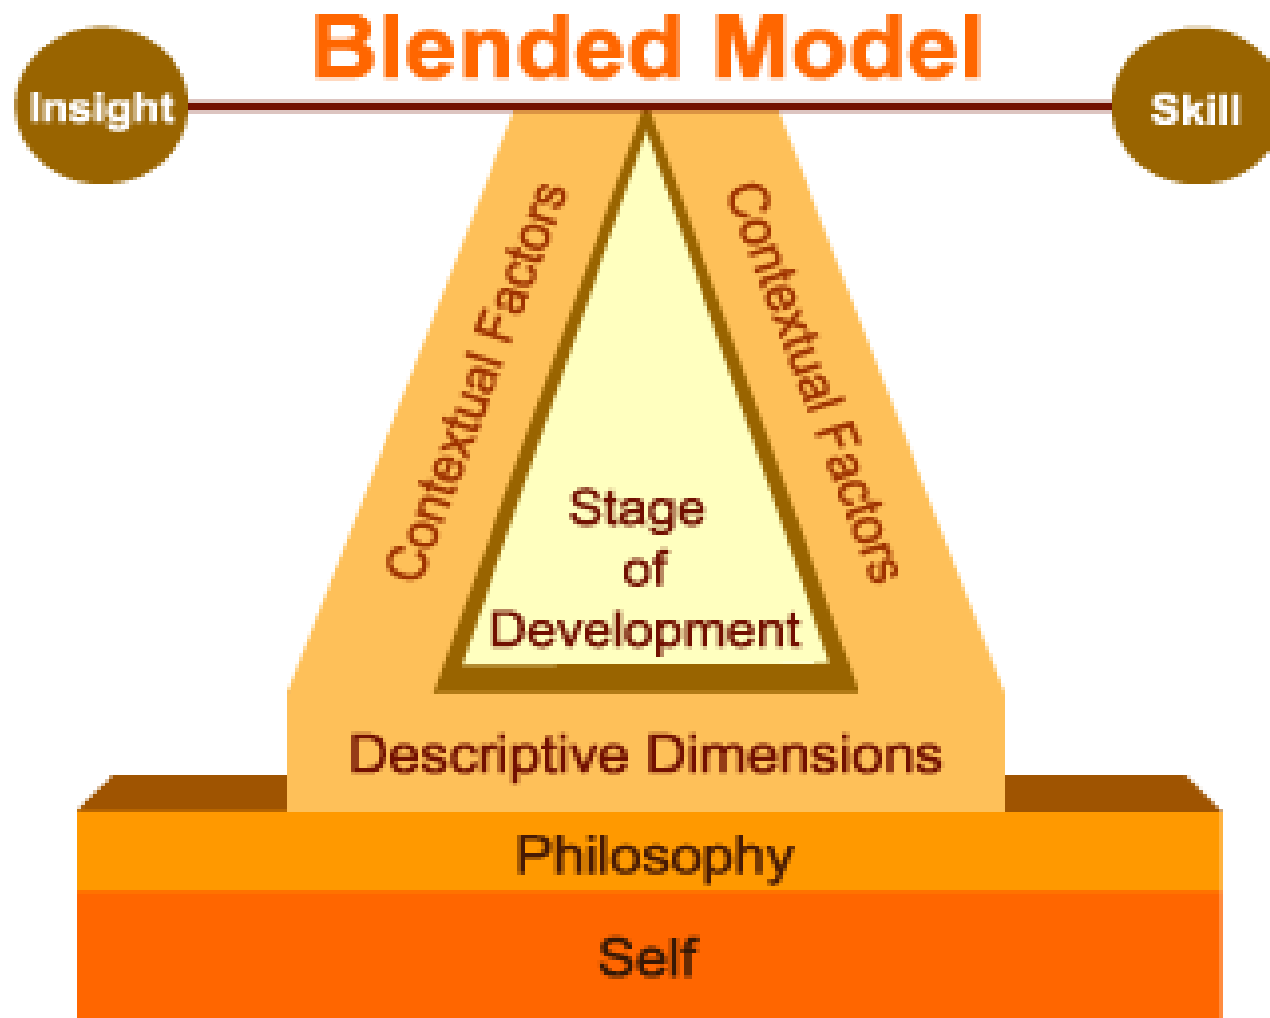 Blended Model
Insight
Skill
Contextual Factors
Contextual Factors
Stage
of
Development
Descriptive Dimensions
Philosophy
Self